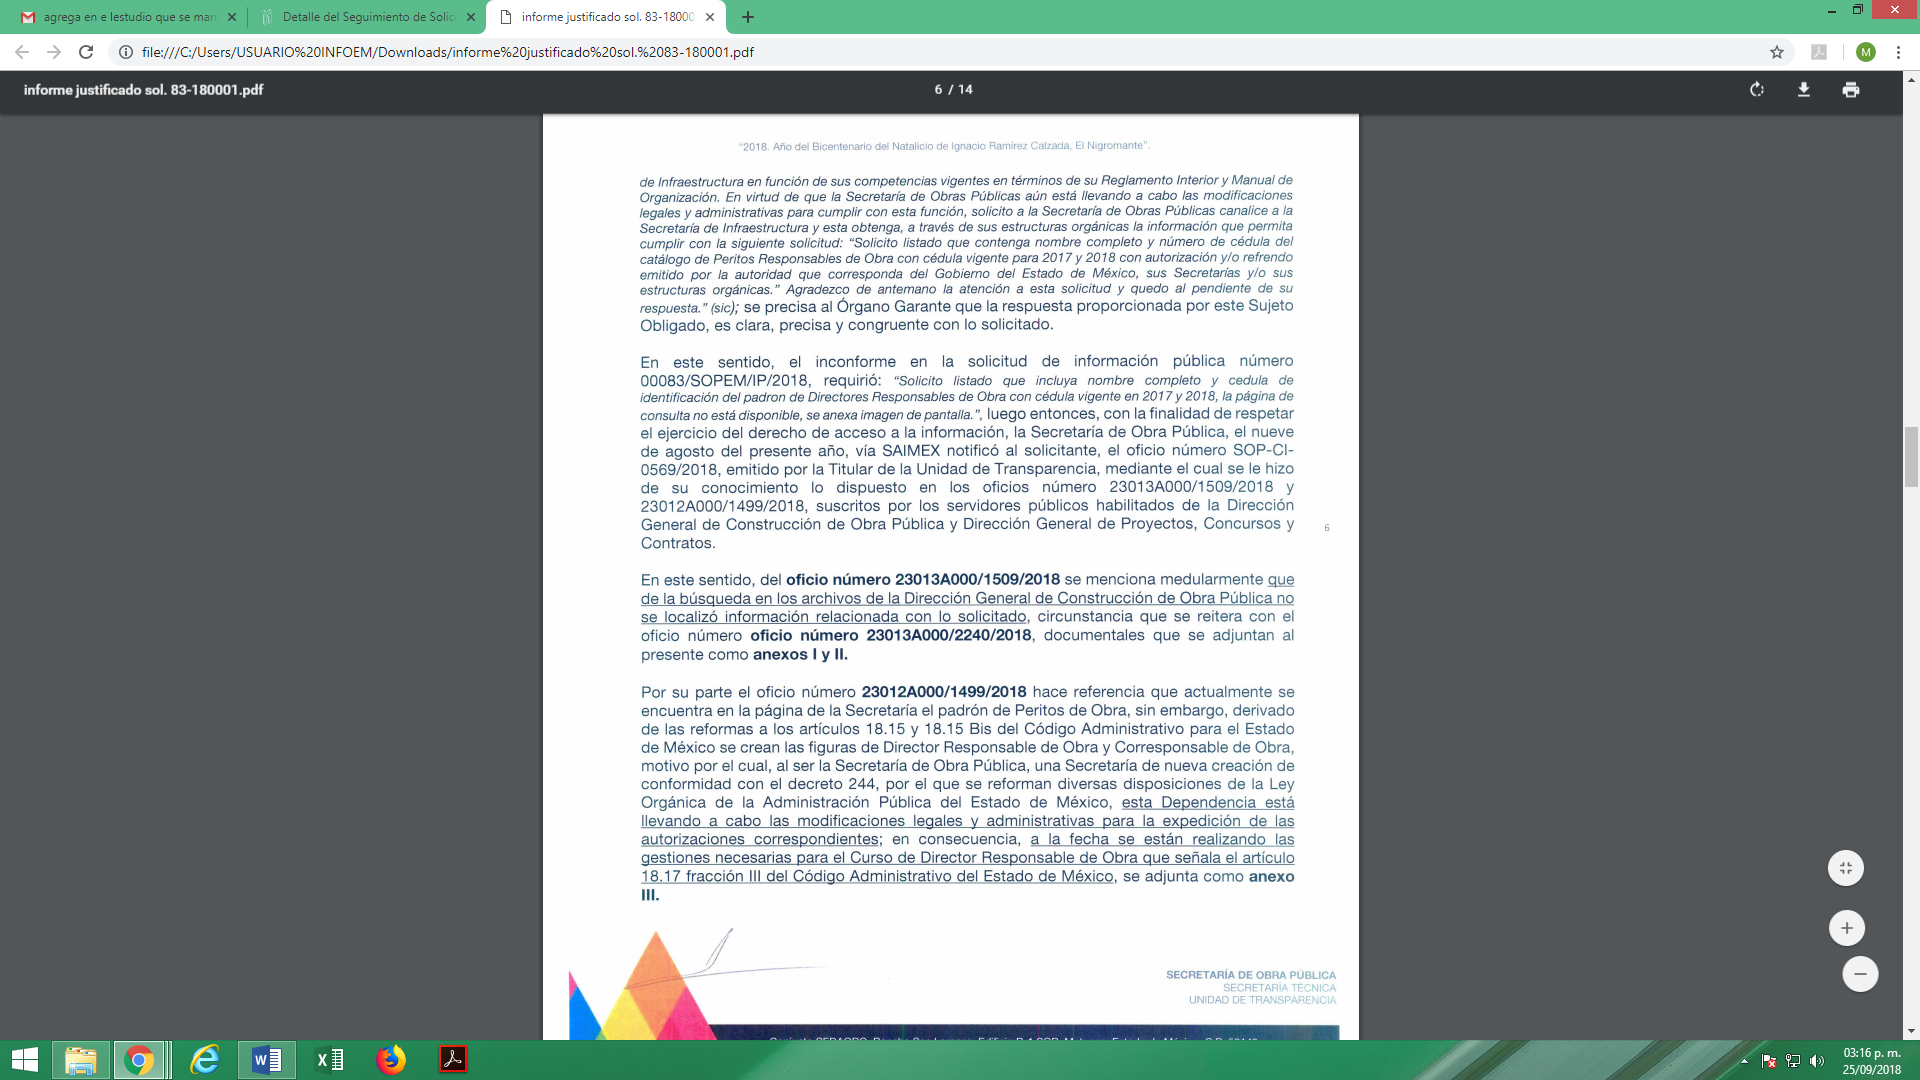 agrega en e lestudio que se man
Detalle del Seguimiento de Solici
informe justificado sol. 83-18000
file:///C:/Users/USUARIO%20INFOEM/Downloads/informe%20justificado%20sol.%2083-180001.pdf
M
informe justificado sol. 83-180001.pdf
6 / 14
"2018. Año del Bicentenario del Natalicio de Ignacio Ramírez Calzada, El Nigromante".
de Infraestructura en función de sus competencias vigentes en términos de su Reglamento Interior y Manual de
Organización. En virtud de que la Secretaría de Obras Públicas aún está llevando a cabo las modificaciones
legales y administrativas para cumplir con esta función, solicito a la Secretaría de Obras Públicas canalice a la
Secretaría de Infraestructura y esta obtenga, a través de sus estructuras orgánicas la información que permita
cumplir con la siguiente solicitud: "Solicito listado que contenga nombre completo y número de cédula del
catálogo de Peritos Responsables de Obra con cédula vigente para 2017 y 2018 con autorización y/o refrendo
emitido por la autoridad que corresponda del Gobierno del Estado de México, sus Secretarías y/o sus
estructuras orgánicas." Agradezco de antemano la atención a esta solicitud y quedo al pendiente de su
respuesta." (sic); se precisa al Órgano Garante que la respuesta proporcionada por este Sujeto
Obligado, es clara, precisa y congruente con lo solicitado.
En este sentido, el inconforme en la solicitud de información pública número
00083/SOPEM/IP/2018, requirió: "Solicito listado que incluya nombre completo y cedula de
identificación del padron de Directores Responsables de Obra con cédula vigente en 2017 y 2018, la página de
consulta no está disponible, se anexa imagen de pantalla.", luego entonces, con la finalidad de respetar
el ejercicio del derecho de acceso a la información, la Secretaría de Obra Pública, el nueve
de agosto del presente año, vía SAIMEX notificó al solicitante, el oficio número SOP-CI-
0569/2018, emitido por la Titular de la Unidad de Transparencia, mediante el cual se le hizo
de su conocimiento lo dispuesto en los oficios número 23013A000/1509/2018 y
23012A000/1499/2018, suscritos por los servidores públicos habilitados de la Dirección
General de Construcción de Obra Pública y Dirección General de Proyectos, Concursos y
Contratos.
6
En este sentido, del oficio número 23013A000/1509/2018 se menciona medularmente que
de la búsqueda en los archivos de la Dirección General de Construcción de Obra Pública no
se localizó información relacionada con lo solicitado, circunstancia que se reitera con el
oficio número oficio número 23013A000/2240/2018, documentales que se adjuntan al
presente como anexos I y II.
Por su parte el oficio número 23012A000/1499/2018 hace referencia que actualmente se
encuentra en la página de la Secretaría el padrón de Peritos de Obra, sin embargo, derivado
de las reformas a los artículos 18.15 y 18.15 Bis del Código Administrativo para el Estado
de México se crean las figuras de Director Responsable de Obra y Corresponsable de Obra,
motivo por el cual, al ser la Secretaría de Obra Pública, una Secretaría de nueva creación de
conformidad con el decreto 244, por el que se reforman diversas disposiciones de la Ley
Orgánica de la Administración Pública del Estado de México, esta Dependencia está
llevando a cabo las modificaciones legales y administrativas para la expedición de las
autorizaciones correspondientes; en consecuencia, a la fecha se están realizando las
gestiones necesarias para el Curso de Director Responsable de Obra que señala el artículo
18.17 fracción III del Código Administrativo del Estado de México, se adjunta como anexo
III.
SECRETARÍA DE OBRA PÚBLICA
SECRETARÍA TÉCNICA
UNIDAD DE TRANSPARENCIA
03:16 p. m.
25/09/2018